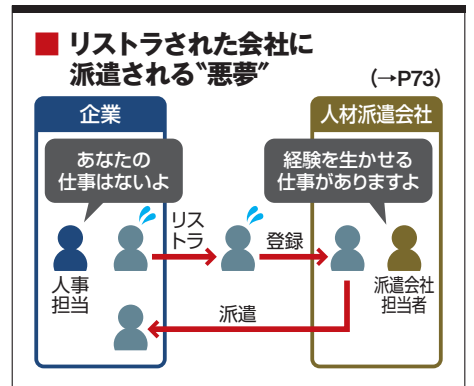 ■ リストラされた会社に
派遣される〝悪夢〟
(→P73)
企業
人材派遣会社
あなたの
仕事はないよ
経験を生かせる
仕事がありますよ
リス
トラ
登録
人事
担当
派遣会社
担当者
派遣